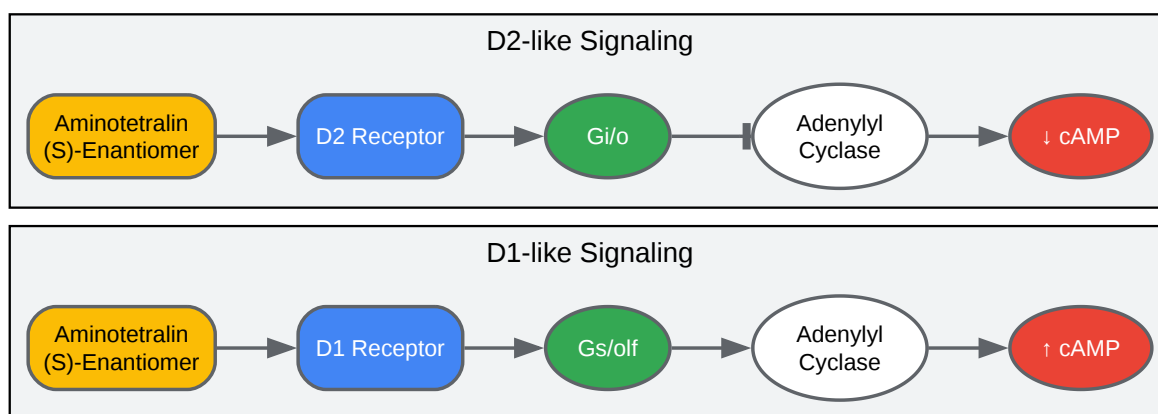 D2-like Signaling
Aminotetralin
(S)-Enantiomer
D2 Receptor
Gi/o
Adenylyl
Cyclase
↓ cAMP
D1-like Signaling
Aminotetralin
(S)-Enantiomer
D1 Receptor
Gs/olf
Adenylyl
Cyclase
↑ cAMP